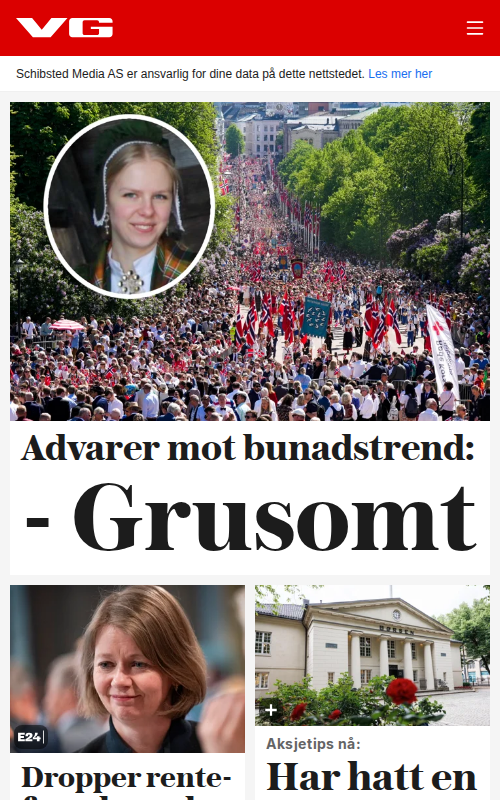 VG
Schibsted Media AS er ansvarlig for dine data på dette nettstedet. Les mer her
Advarer mot bunadstrend:
- Grusomt
E24
Dropper rente-
Aksjetips nå:
Har hatt en